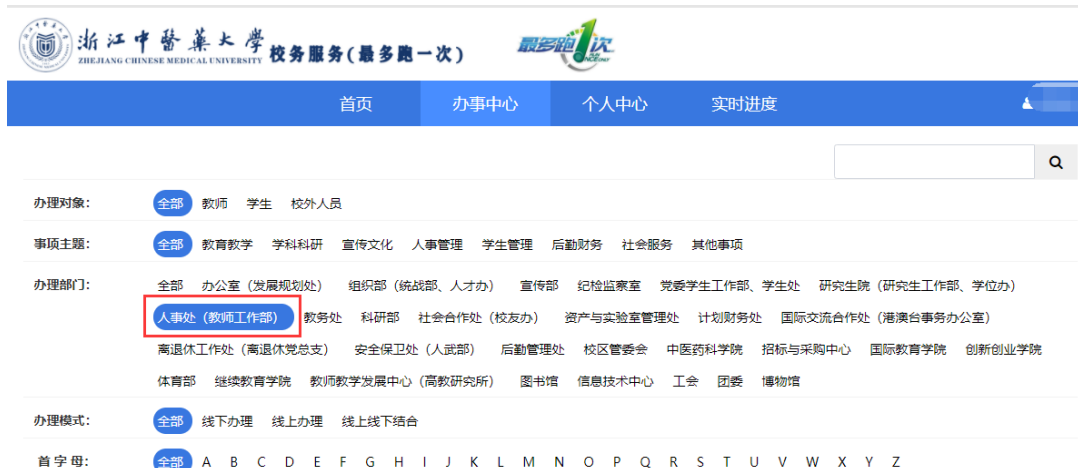 浙江中醫藥大學
ZHEJIANG CHINESE MEDICAL UNIVERSITY
校务服务(最多跑一次)
最多跑1次
首页 办事中心 个人中心 实时进度
办理对象： 全部 教师 学生 校外人员
事项主题： 全部 教育教学 学科科研 宣传文化 人事管理 学生管理 后勤财务 社会服务 其他事项
办理部门： 全部 办公室（发展规划处） 组织部（统战部、人才办） 宣传部 纪检监察室 党委学生工作部、学生处 研究生院（研究生工作部、学位办）
人事处（教师工作部） 教务处 科研部 社会合作处（校友办） 资产与实验室管理处 计划财务处 国际交流合作处（港澳台事务办公室）
离退休工作处（离退休党总支） 安全保卫处（人武部） 后勤管理处 校区管委会 中医药科学院 招标与采购中心 国际教育学院 创新创业学院
体育部 继续教育学院 教师教学发展中心（高教研究所） 图书馆 信息技术中心 工会 团委 博物馆
办理模式： 全部 线下办理 线上办理 线上线下结合
首 字 母： 全部 A B C D E F G H I J K L M N O P Q R S T U V W X Y Z